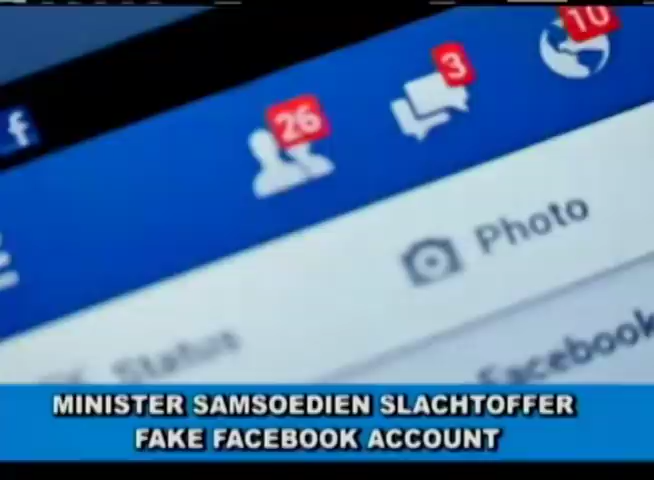 10
3
26
f
Photo
Status
Facebook
MINISTER SAMSOEDIEN SLACHTOFFER
FAKE FACEBOOK ACCOUNT